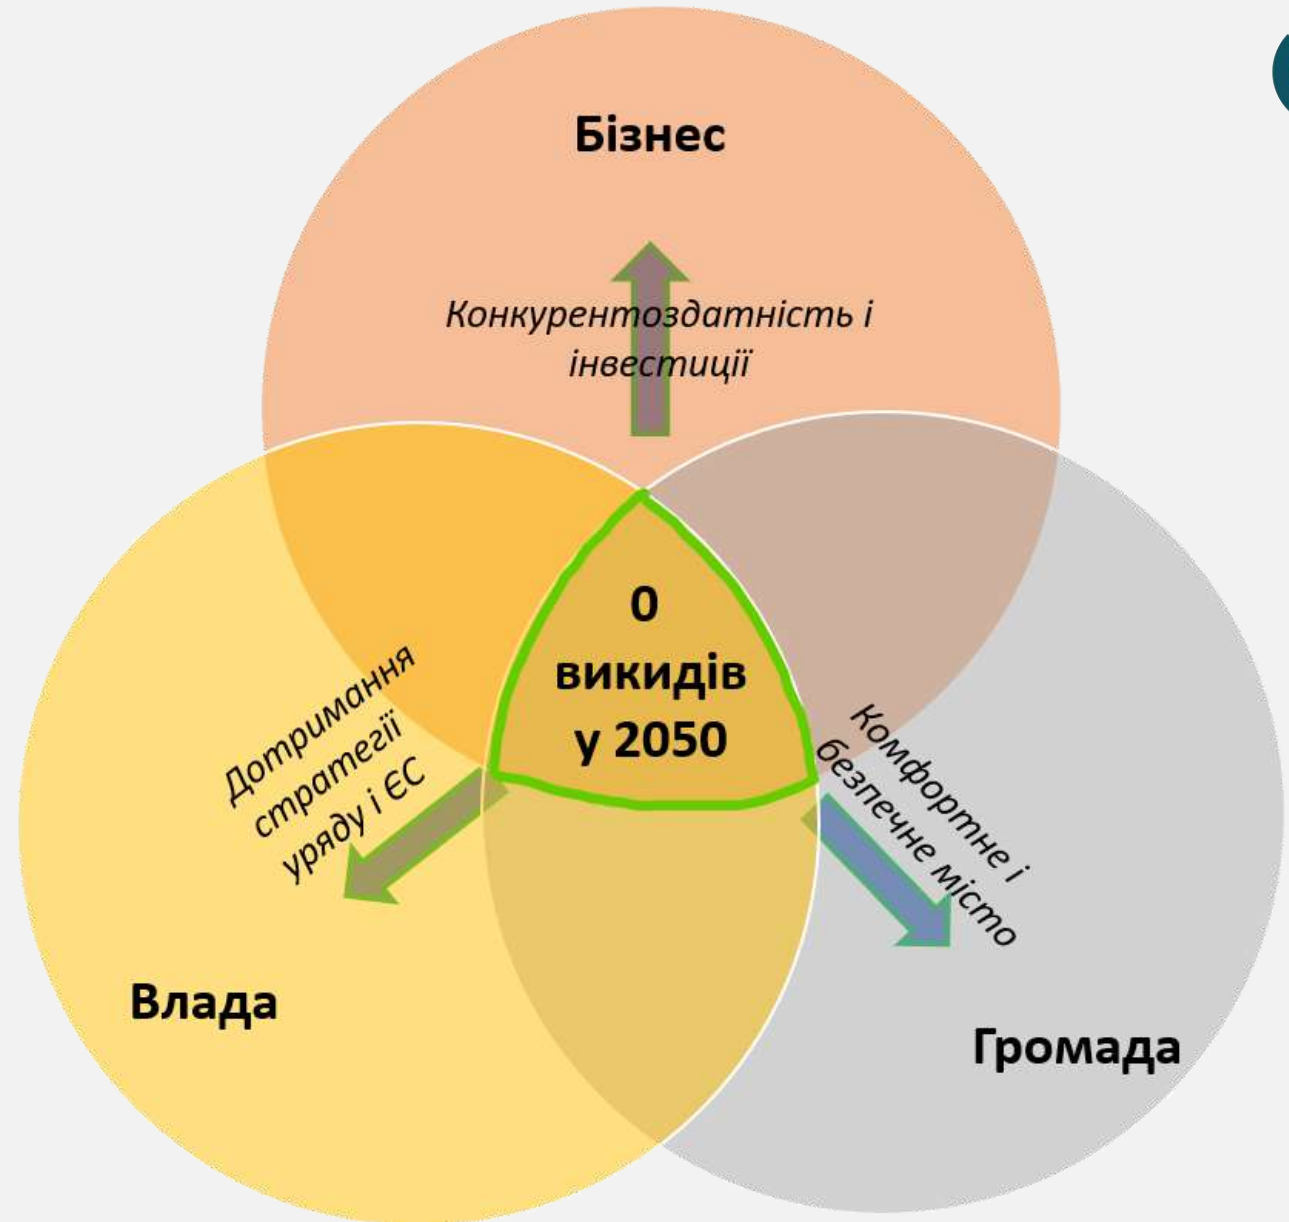 Бізнес
Конкурентоздатність і
інвестиції
0
викидів
у 2050
Дотримання
стратегії
уряду і ЄС
Комфортне і
безпечне місто
Влада
Громада